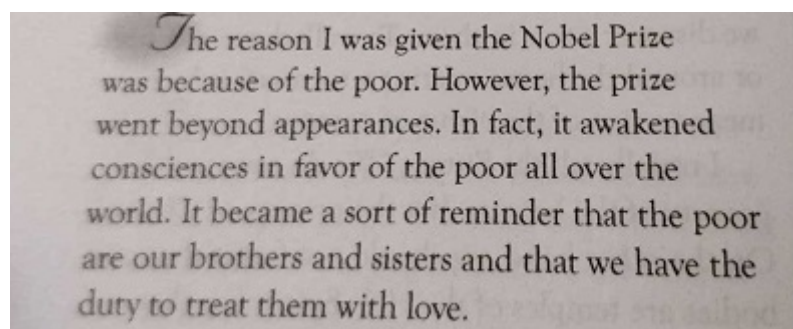 The reason I was given the Nobel Prize
was because of the poor. However, the prize
went beyond appearances. In fact, it awakened
consciences in favor of the poor all over the
world. It became a sort of reminder that the poor
are our brothers and sisters and that we have the
duty to treat them with love.